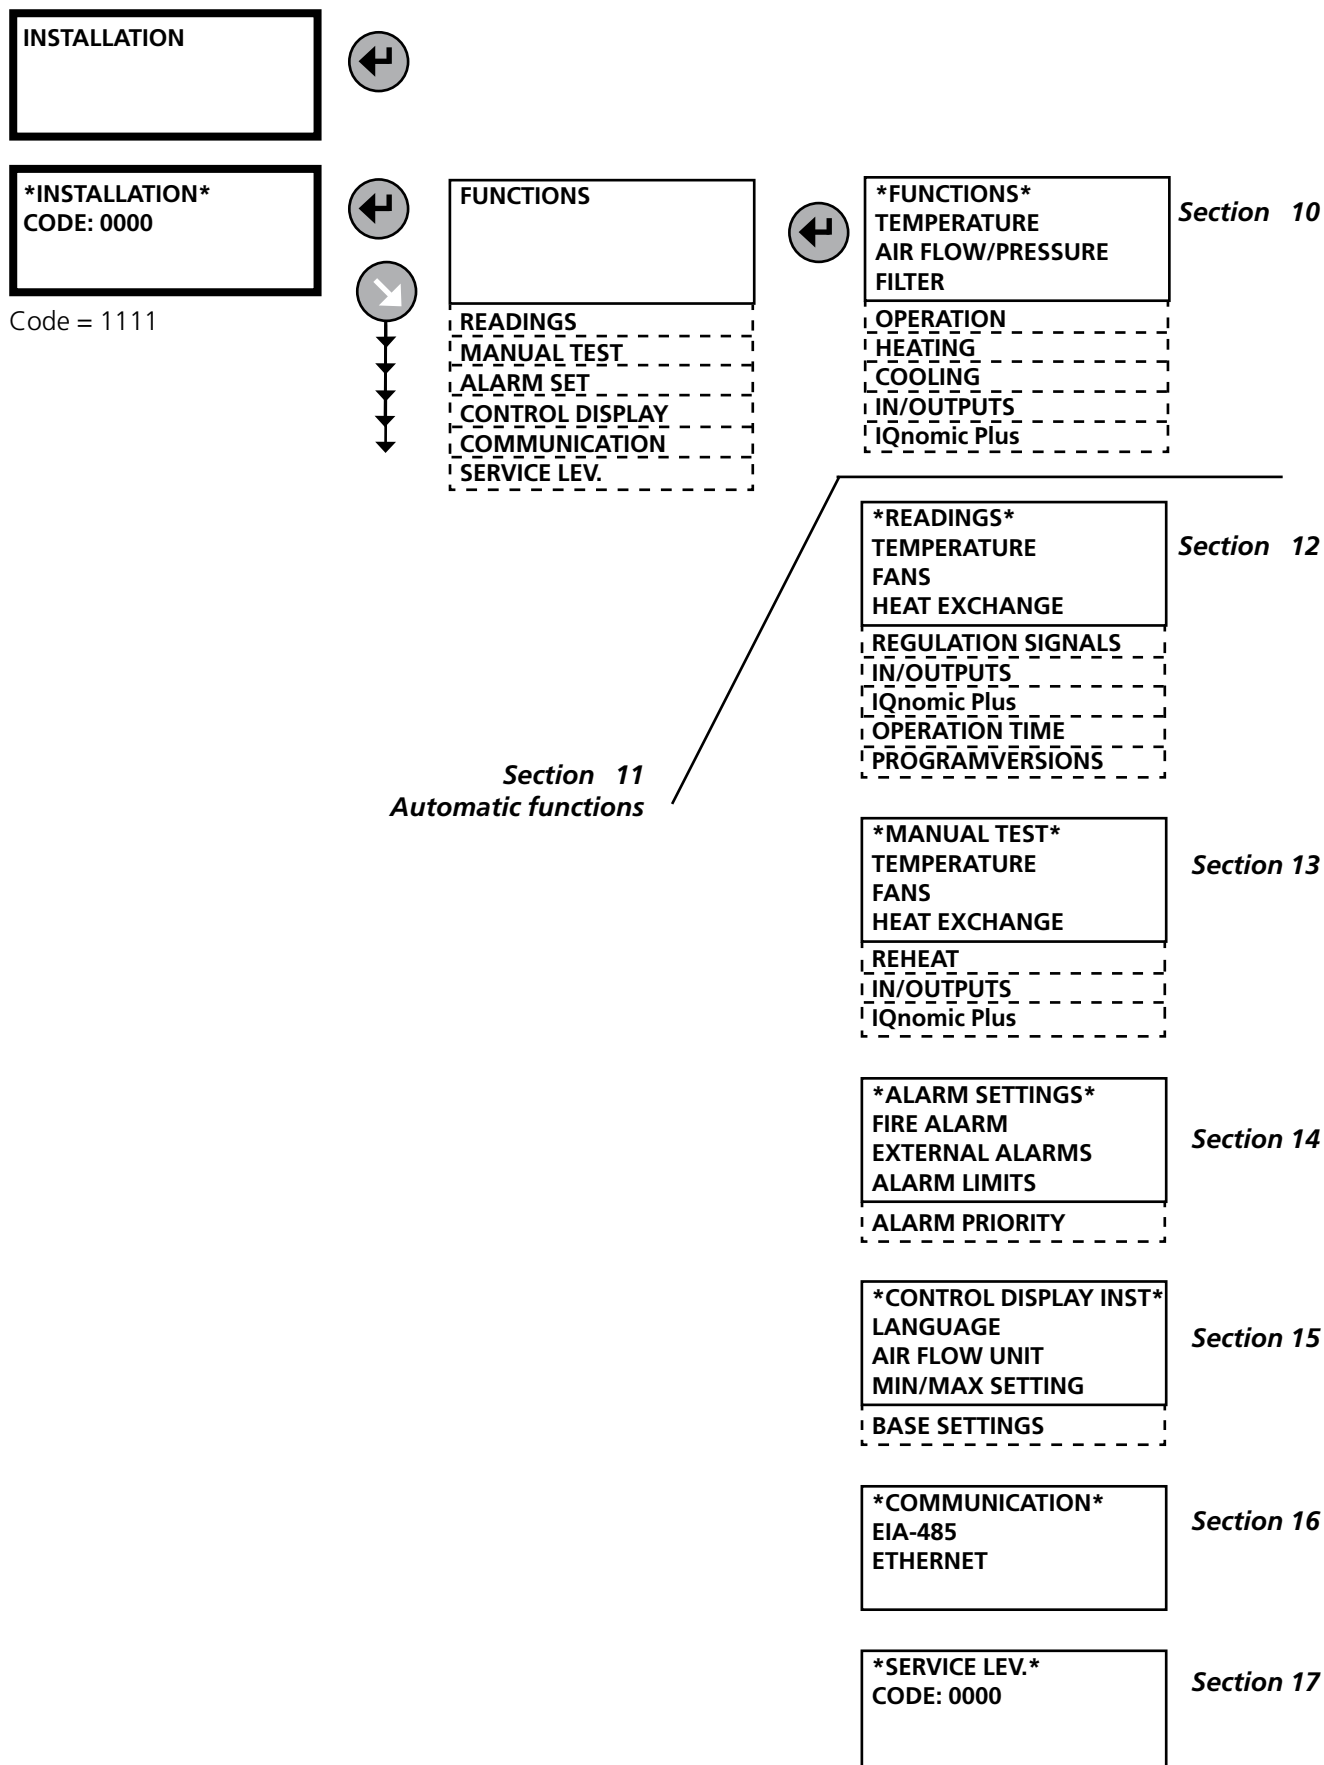 INSTALLATION
*INSTALLATION*
CODE: 0000
Code = 1111
FUNCTIONS
READINGS
MANUAL TEST
ALARM SET
CONTROL DISPLAY
COMMUNICATION
SERVICE LEV.
*FUNCTIONS*
TEMPERATURE
AIR FLOW/PRESSURE
FILTER
OPERATION
HEATING
COOLING
IN/OUTPUTS
IQnomic Plus
Section 10
Section 11
Automatic functions
*READINGS*
TEMPERATURE
FANS
HEAT EXCHANGE
REGULATION SIGNALS
IN/OUTPUTS
IQnomic Plus
OPERATION TIME
PROGRAMVERSIONS
Section 12
*MANUAL TEST*
TEMPERATURE
FANS
HEAT EXCHANGE
REHEAT
IN/OUTPUTS
IQnomic Plus
Section 13
*ALARM SETTINGS*
FIRE ALARM
EXTERNAL ALARMS
ALARM LIMITS
ALARM PRIORITY
Section 14
*CONTROL DISPLAY INST*
LANGUAGE
AIR FLOW UNIT
MIN/MAX SETTING
BASE SETTINGS
Section 15
*COMMUNICATION*
EIA-485
ETHERNET
Section 16
*SERVICE LEV.*
CODE: 0000
Section 17